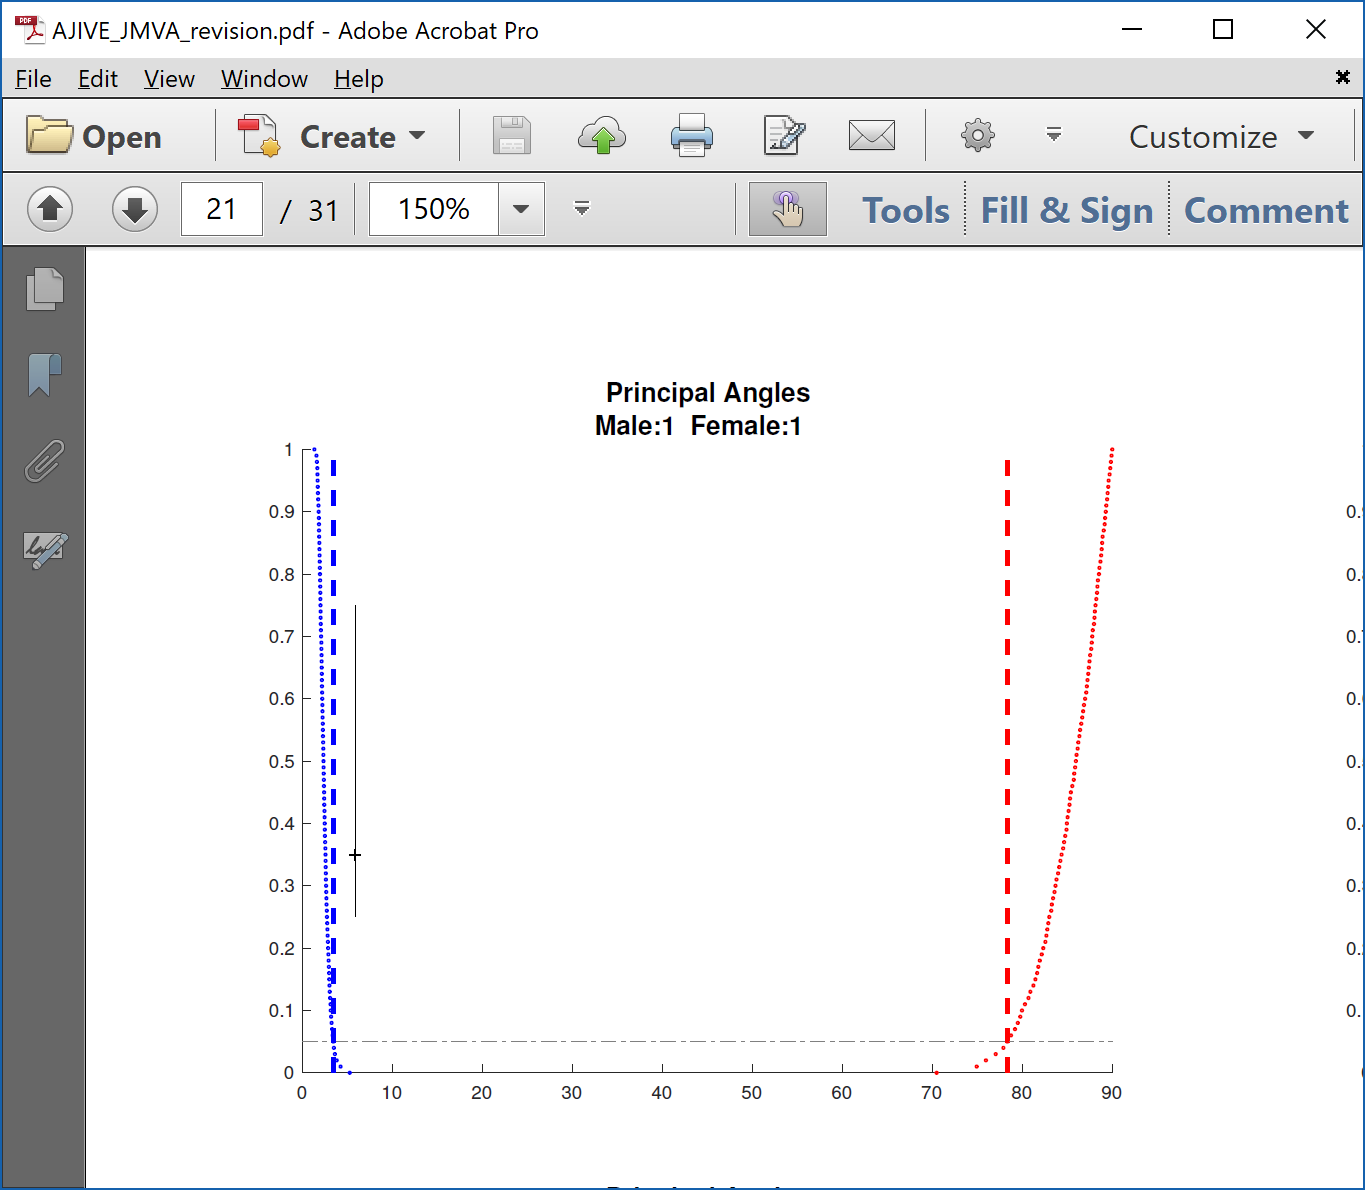 AJIVE_JMVA_revision.pdf - Adobe Acrobat Pro
File Edit View Window Help
Open Create Customize
21 / 31 150% Tools Fill & Sign Comment
Principal Angles
Male:1 Female:1
1
0.9
0.8
0.7
0.6
0.5
0.4
0.3
0.2
0.1
0
0 10 20 30 40 50 60 70 80 90